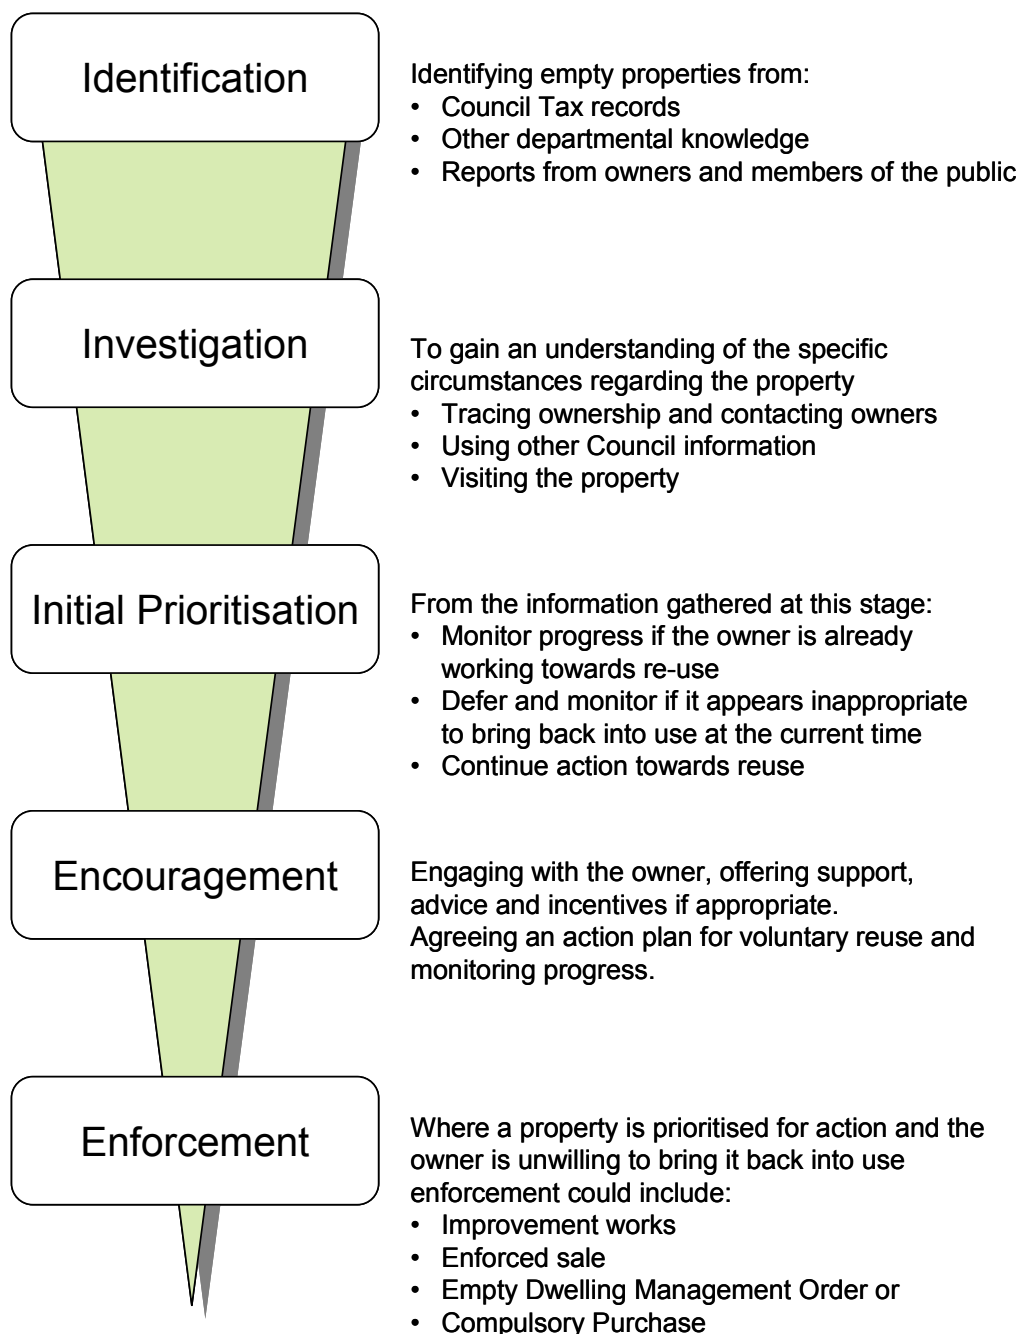 Identification
Identifying empty properties from:
• Council Tax records
• Other departmental knowledge
• Reports from owners and members of the public
Investigation
To gain an understanding of the specific
circumstances regarding the property
• Tracing ownership and contacting owners
• Using other Council information
• Visiting the property
Initial Prioritisation
From the information gathered at this stage:
• Monitor progress if the owner is already
working towards re-use
• Defer and monitor if it appears inappropriate
to bring back into use at the current time
• Continue action towards reuse
Encouragement
Engaging with the owner, offering support,
advice and incentives if appropriate.
Agreeing an action plan for voluntary reuse and
monitoring progress.
Enforcement
Where a property is prioritised for action and the
owner is unwilling to bring it back into use
enforcement could include:
• Improvement works
• Enforced sale
• Empty Dwelling Management Order or
• Compulsory Purchase